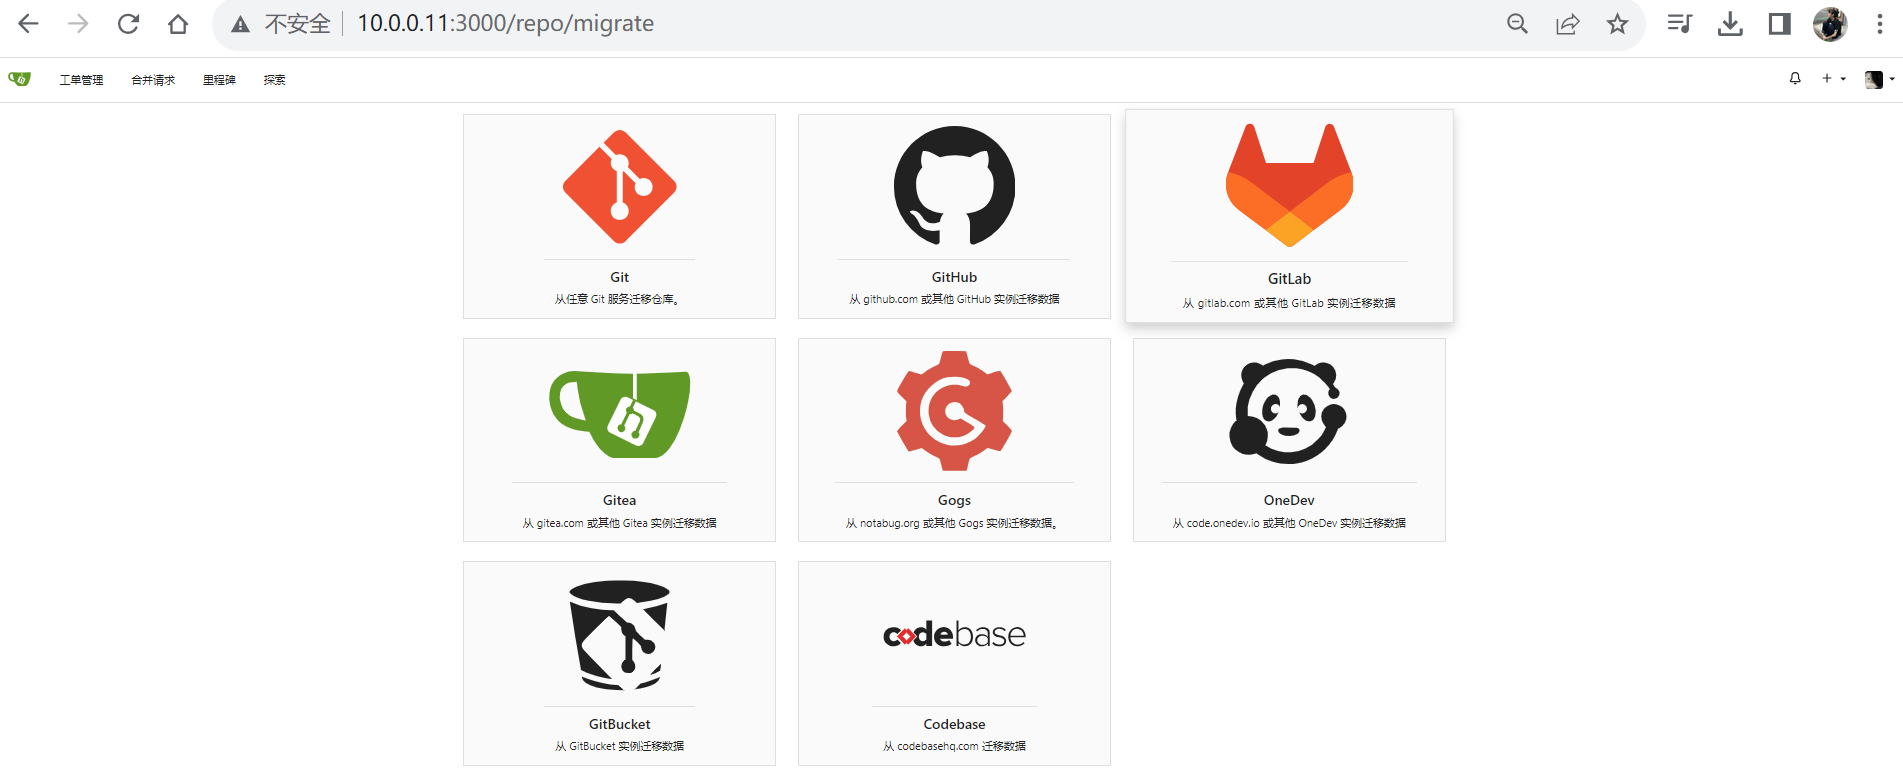 不安全 10.0.0.11:3000/repo/migrate
工单管理 合并请求 里程碑 探索
Git
从任意 Git 服务迁移仓库。
GitHub
从 github.com 或其他 GitHub 实例迁移数据
GitLab
从 gitlab.com 或其他 GitLab 实例迁移数据
Gitea
从 gitea.com 或其他 Gitea 实例迁移数据
Gogs
从 notabug.org 或其他 Gogs 实例迁移数据。
OneDev
从 code.onedev.io 或其他 OneDev 实例迁移数据
GitBucket
从 GitBucket 实例迁移数据
codebase
Codebase
从 codebasehq.com 迁移数据